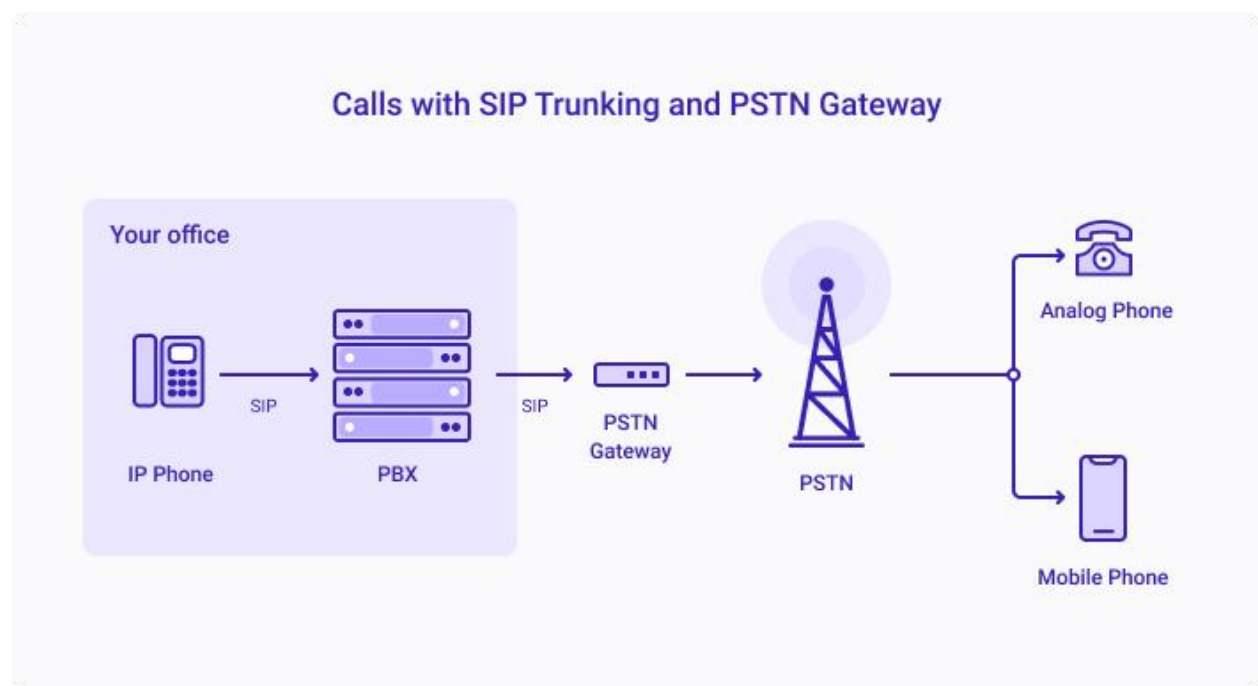 Calls with SIP Trunking and PSTN Gateway
Your office
IP Phone
SIP
PBX
SIP
PSTN
Gateway
PSTN
Analog Phone
Mobile Phone